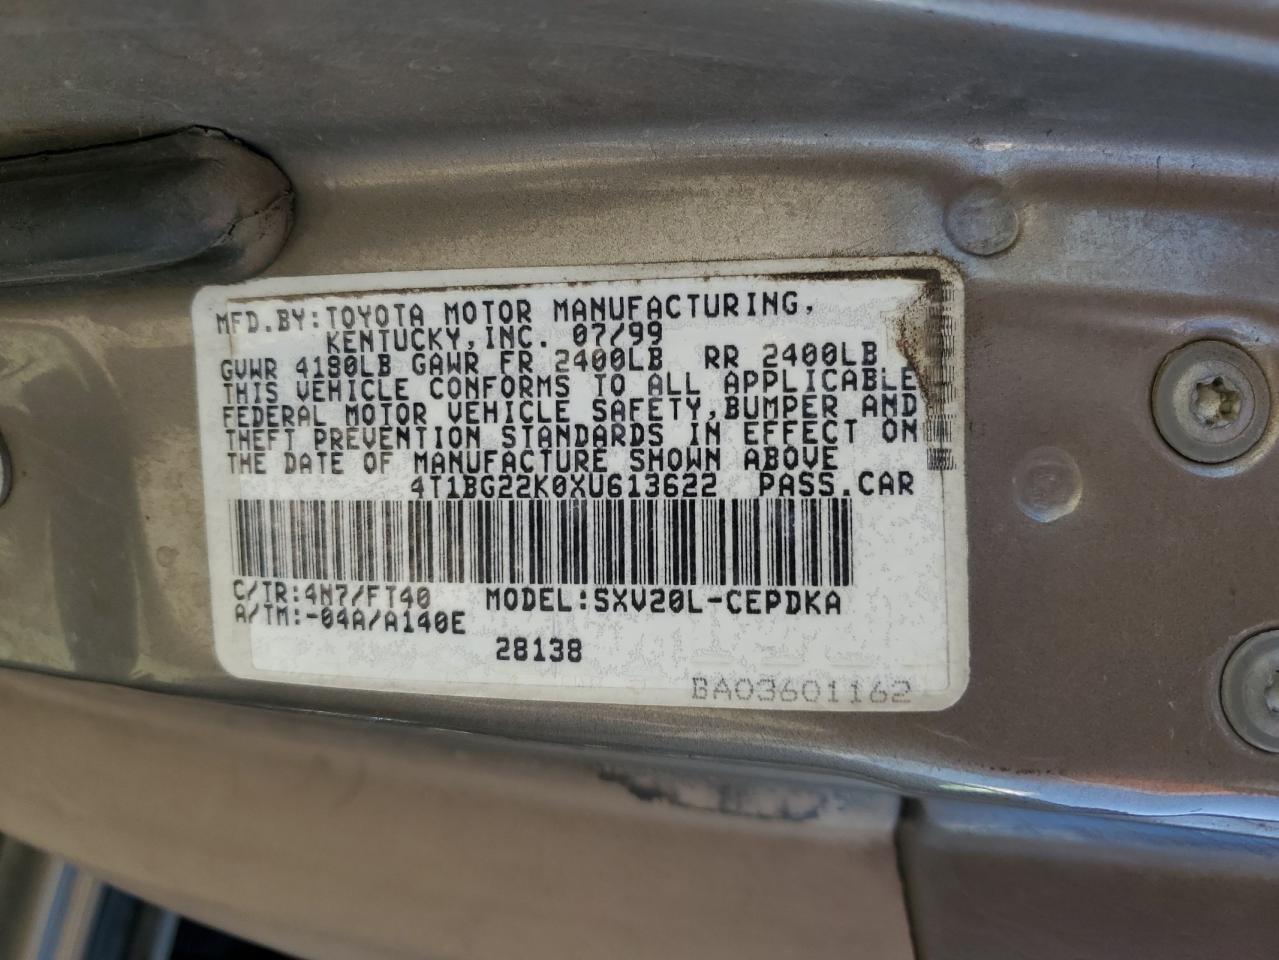 MFD.BY:TOYOTA MOTOR MANUFACTURING,
KENTUCKY,INC. 07/99
GVWR 4180LB GAWR FR 2400LB RR 2400LB
THIS VEHICLE CONFORMS TO ALL APPLICABLE
FEDERAL MOTOR VEHICLE SAFETY,BUMPER AND
THEFT PREVENTION STANDARDS IN EFFECT ON
THE DATE OF MANUFACTURE SHOWN ABOVE
4T1BG22K0XU613622 PASS.CAR
C/TR:4N7/FT40 MODEL:SXV20L-CEPDKA
A/TM:-04A/A140E
28138
BA03601162